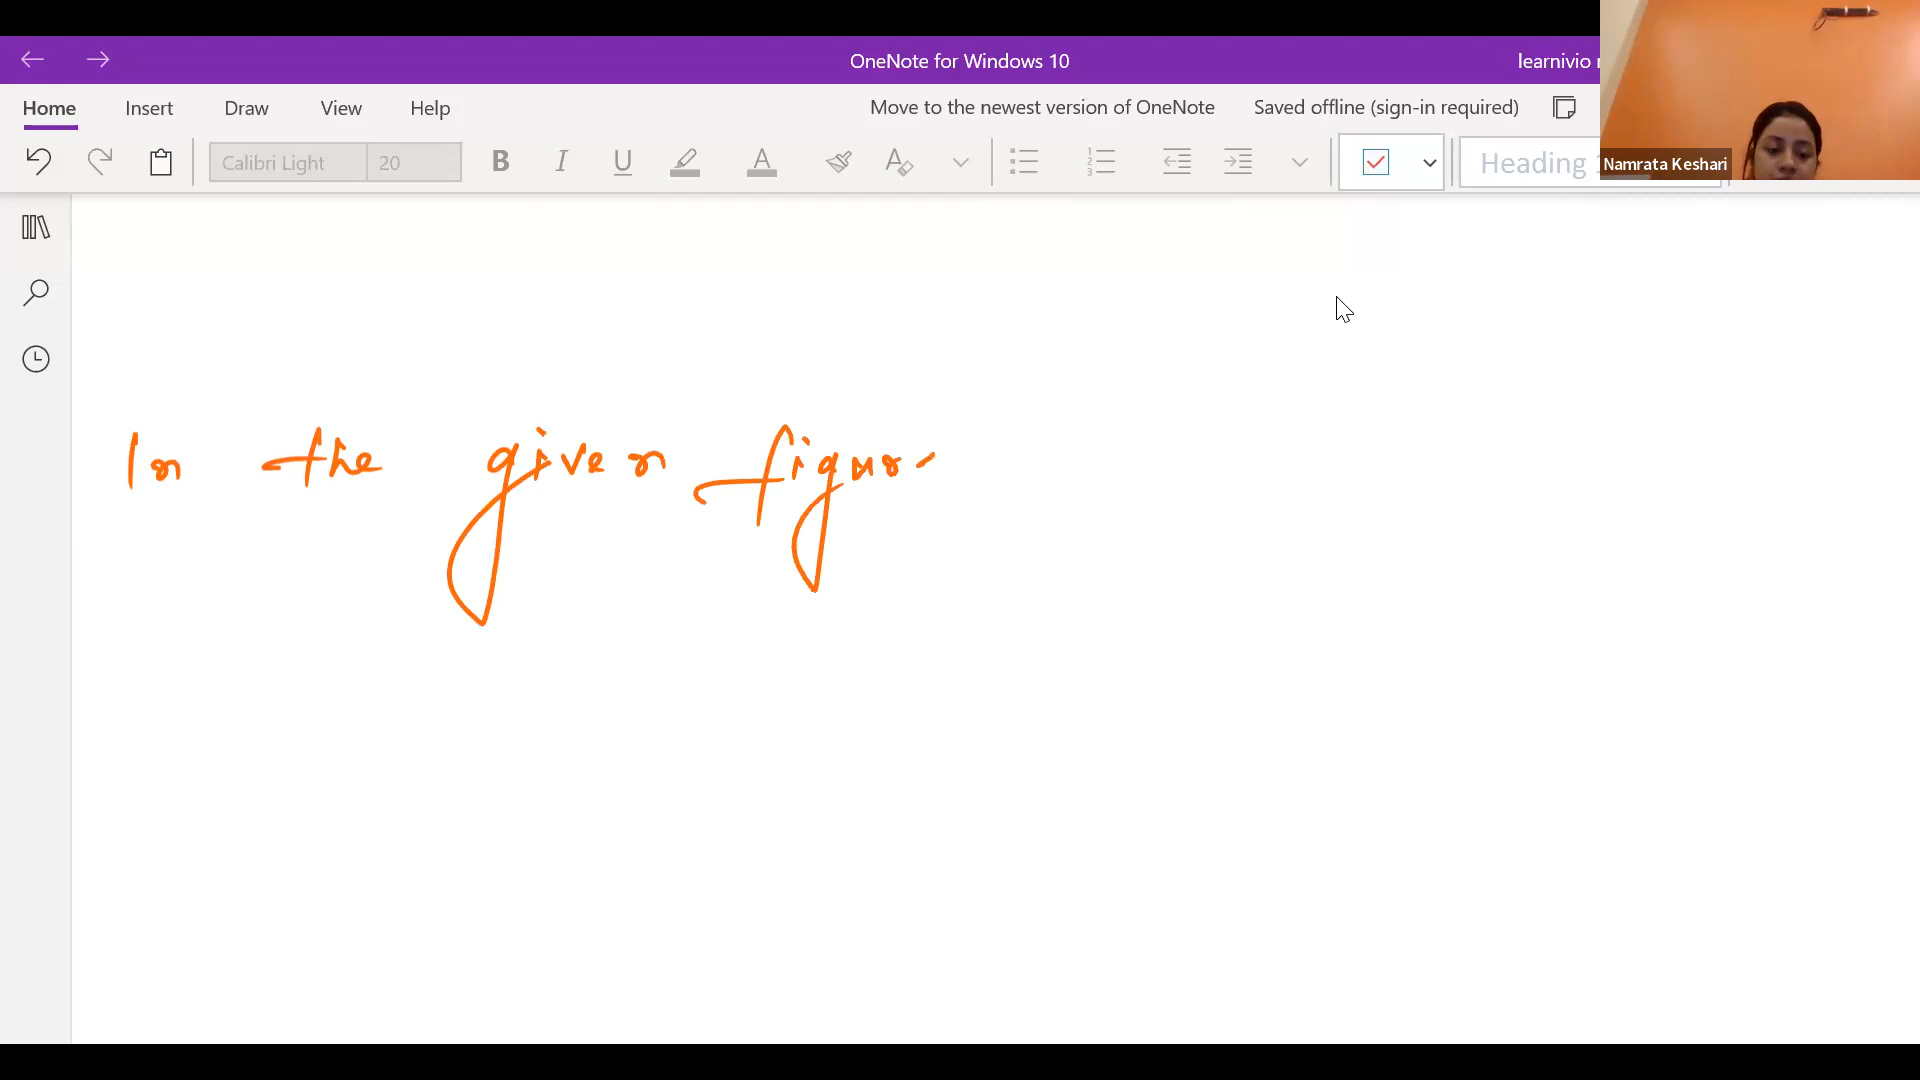 OneNote for Windows 10
learnivio
Home Insert Draw View Help
Move to the newest version of OneNote Saved offline (sign-in required)
Calibri Light 20 B I U A A Heading
Namrata Keshari
In the given figur